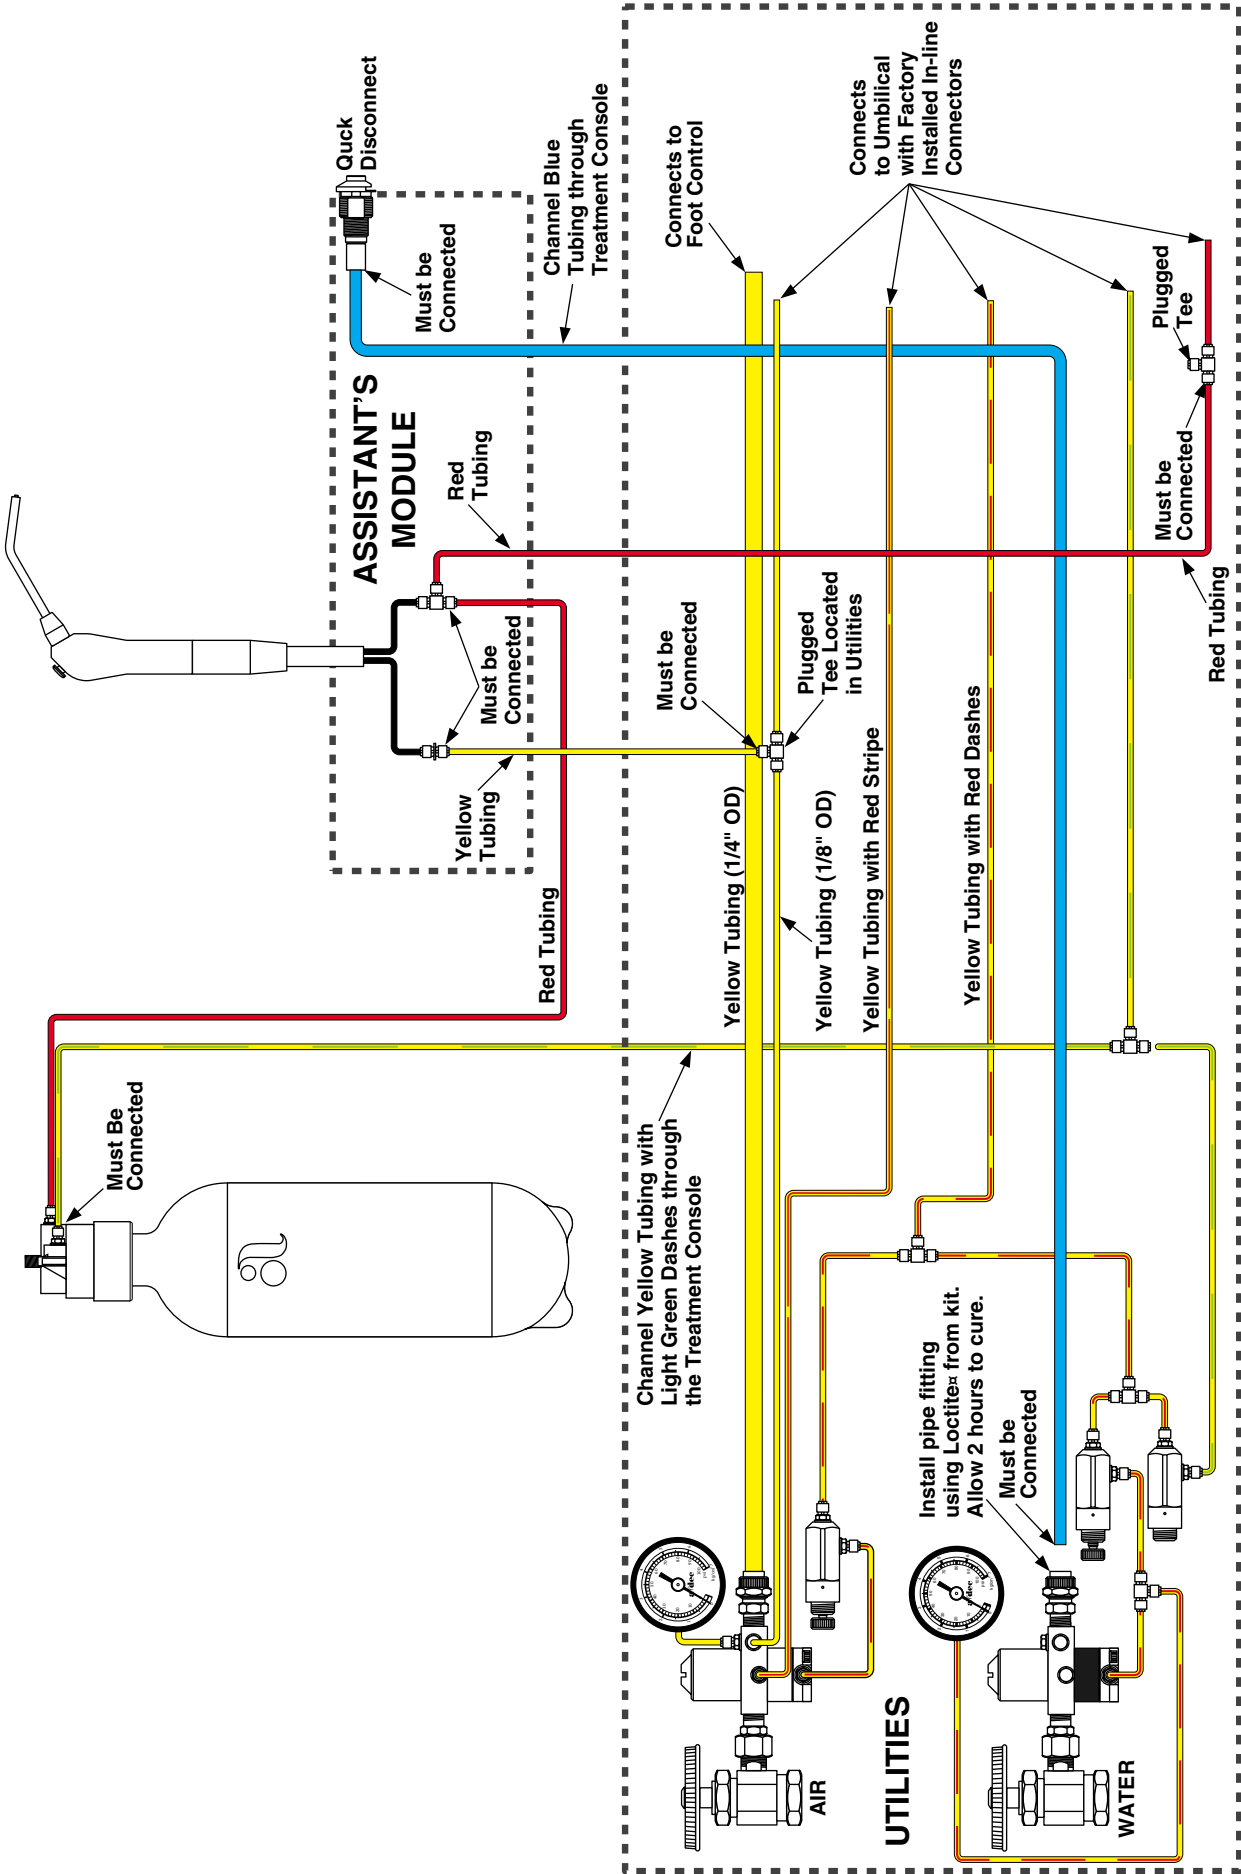 Quck
Disconnect
Must be
Connected
ASSISTANT'S
MODULE
Channel Blue
Tubing through
Treatment Console
Red
Tubing
Must be
Connected
Yellow
Tubing
Red Tubing
Must Be
Connected
Connects to
Foot Control
Connects
to Umbilical
with Factory
Installed In-line
Connectors
Must be
Connected
Plugged
Tee Located
in Utilities
Plugged
Tee
Must be
Connected
Red Tubing
Yellow Tubing (1/4" OD)
Yellow Tubing (1/8" OD)
Yellow Tubing with Red Stripe
Yellow Tubing with Red Dashes
Channel Yellow Tubing with
Light Green Dashes through
the Treatment Console
Install pipe fitting
using Loctite¤ from kit.
Allow 2 hours to cure.
Must be
Connected
a dec
a dec
AIR
UTILITIES
WATER